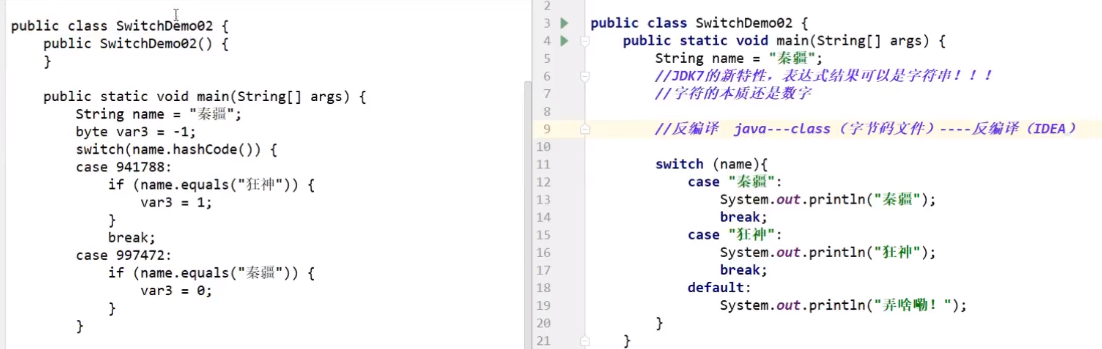 public class SwitchDemo02 {
public SwitchDemo02() {
}
public static void main(String[] args) {
String name = "秦疆";
byte var3 = -1;
switch(name.hashCode()) {
case 941788:
if (name.equals("狂神")) {
var3 = 1;
}
break;
case 997472:
if (name.equals("秦疆")) {
var3 = 0;
}
}
2
3 public class SwitchDemo02 {
4 public static void main(String[] args) {
5 String name = "秦疆";
6 //JDK7的新特性，表达式结果可以是字符串！！！
7 //字符的本质还是数字
8
9 //反编译 java---class（字节码文件）----反编译（IDEA）
10
11 switch (name){
12 case "秦疆":
13 System.out.println("秦疆");
14 break;
15 case "狂神":
16 System.out.println("狂神");
17 break;
18 default:
19 System.out.println("弄啥嘞！");
20 }
21 }